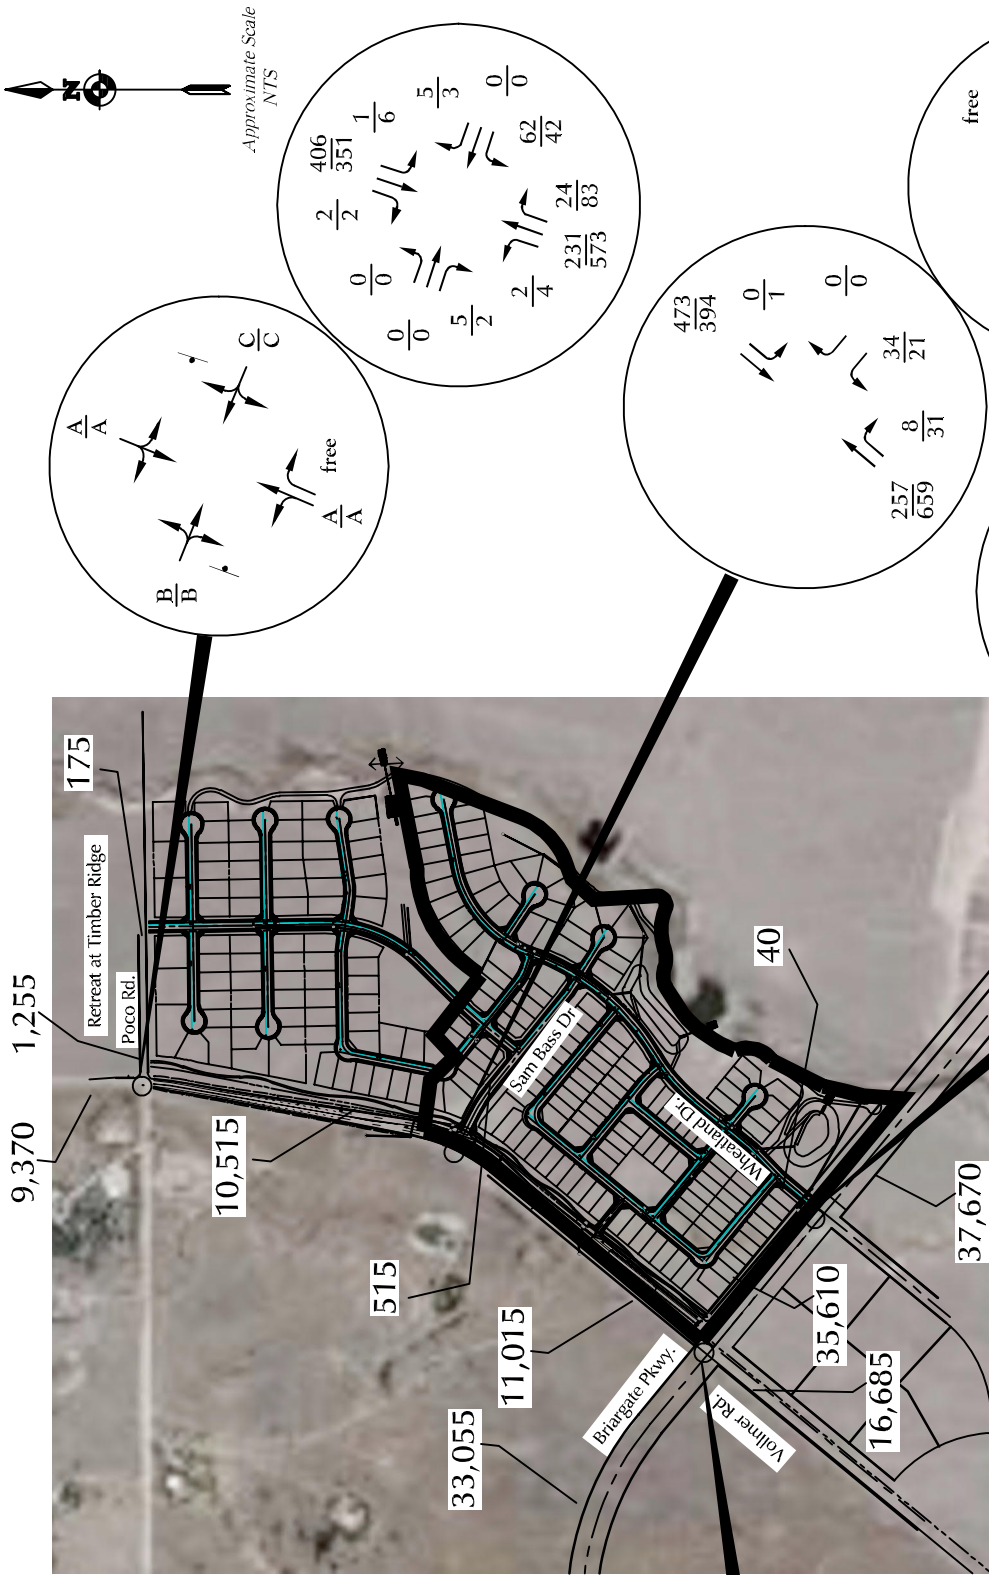 N
Approximate Scale
NTS
A
A
C
C
free
A
A
B
B
406
351
1
6
5
3
0
0
62
42
24
83
231
573
2
4
5
2
0
0
0
0
2
2
473
394
0
1
0
0
34
21
8
31
257
659
free
9,370
1,255
175
Retreat at Timber Ridge
Poco Rd.
10,515
515
Sam Bass Dr
Wheatland Dr.
40
11,015
33,055
Briargate Pkwy.
Vollmer Rd.
35,610
16,685
37,670